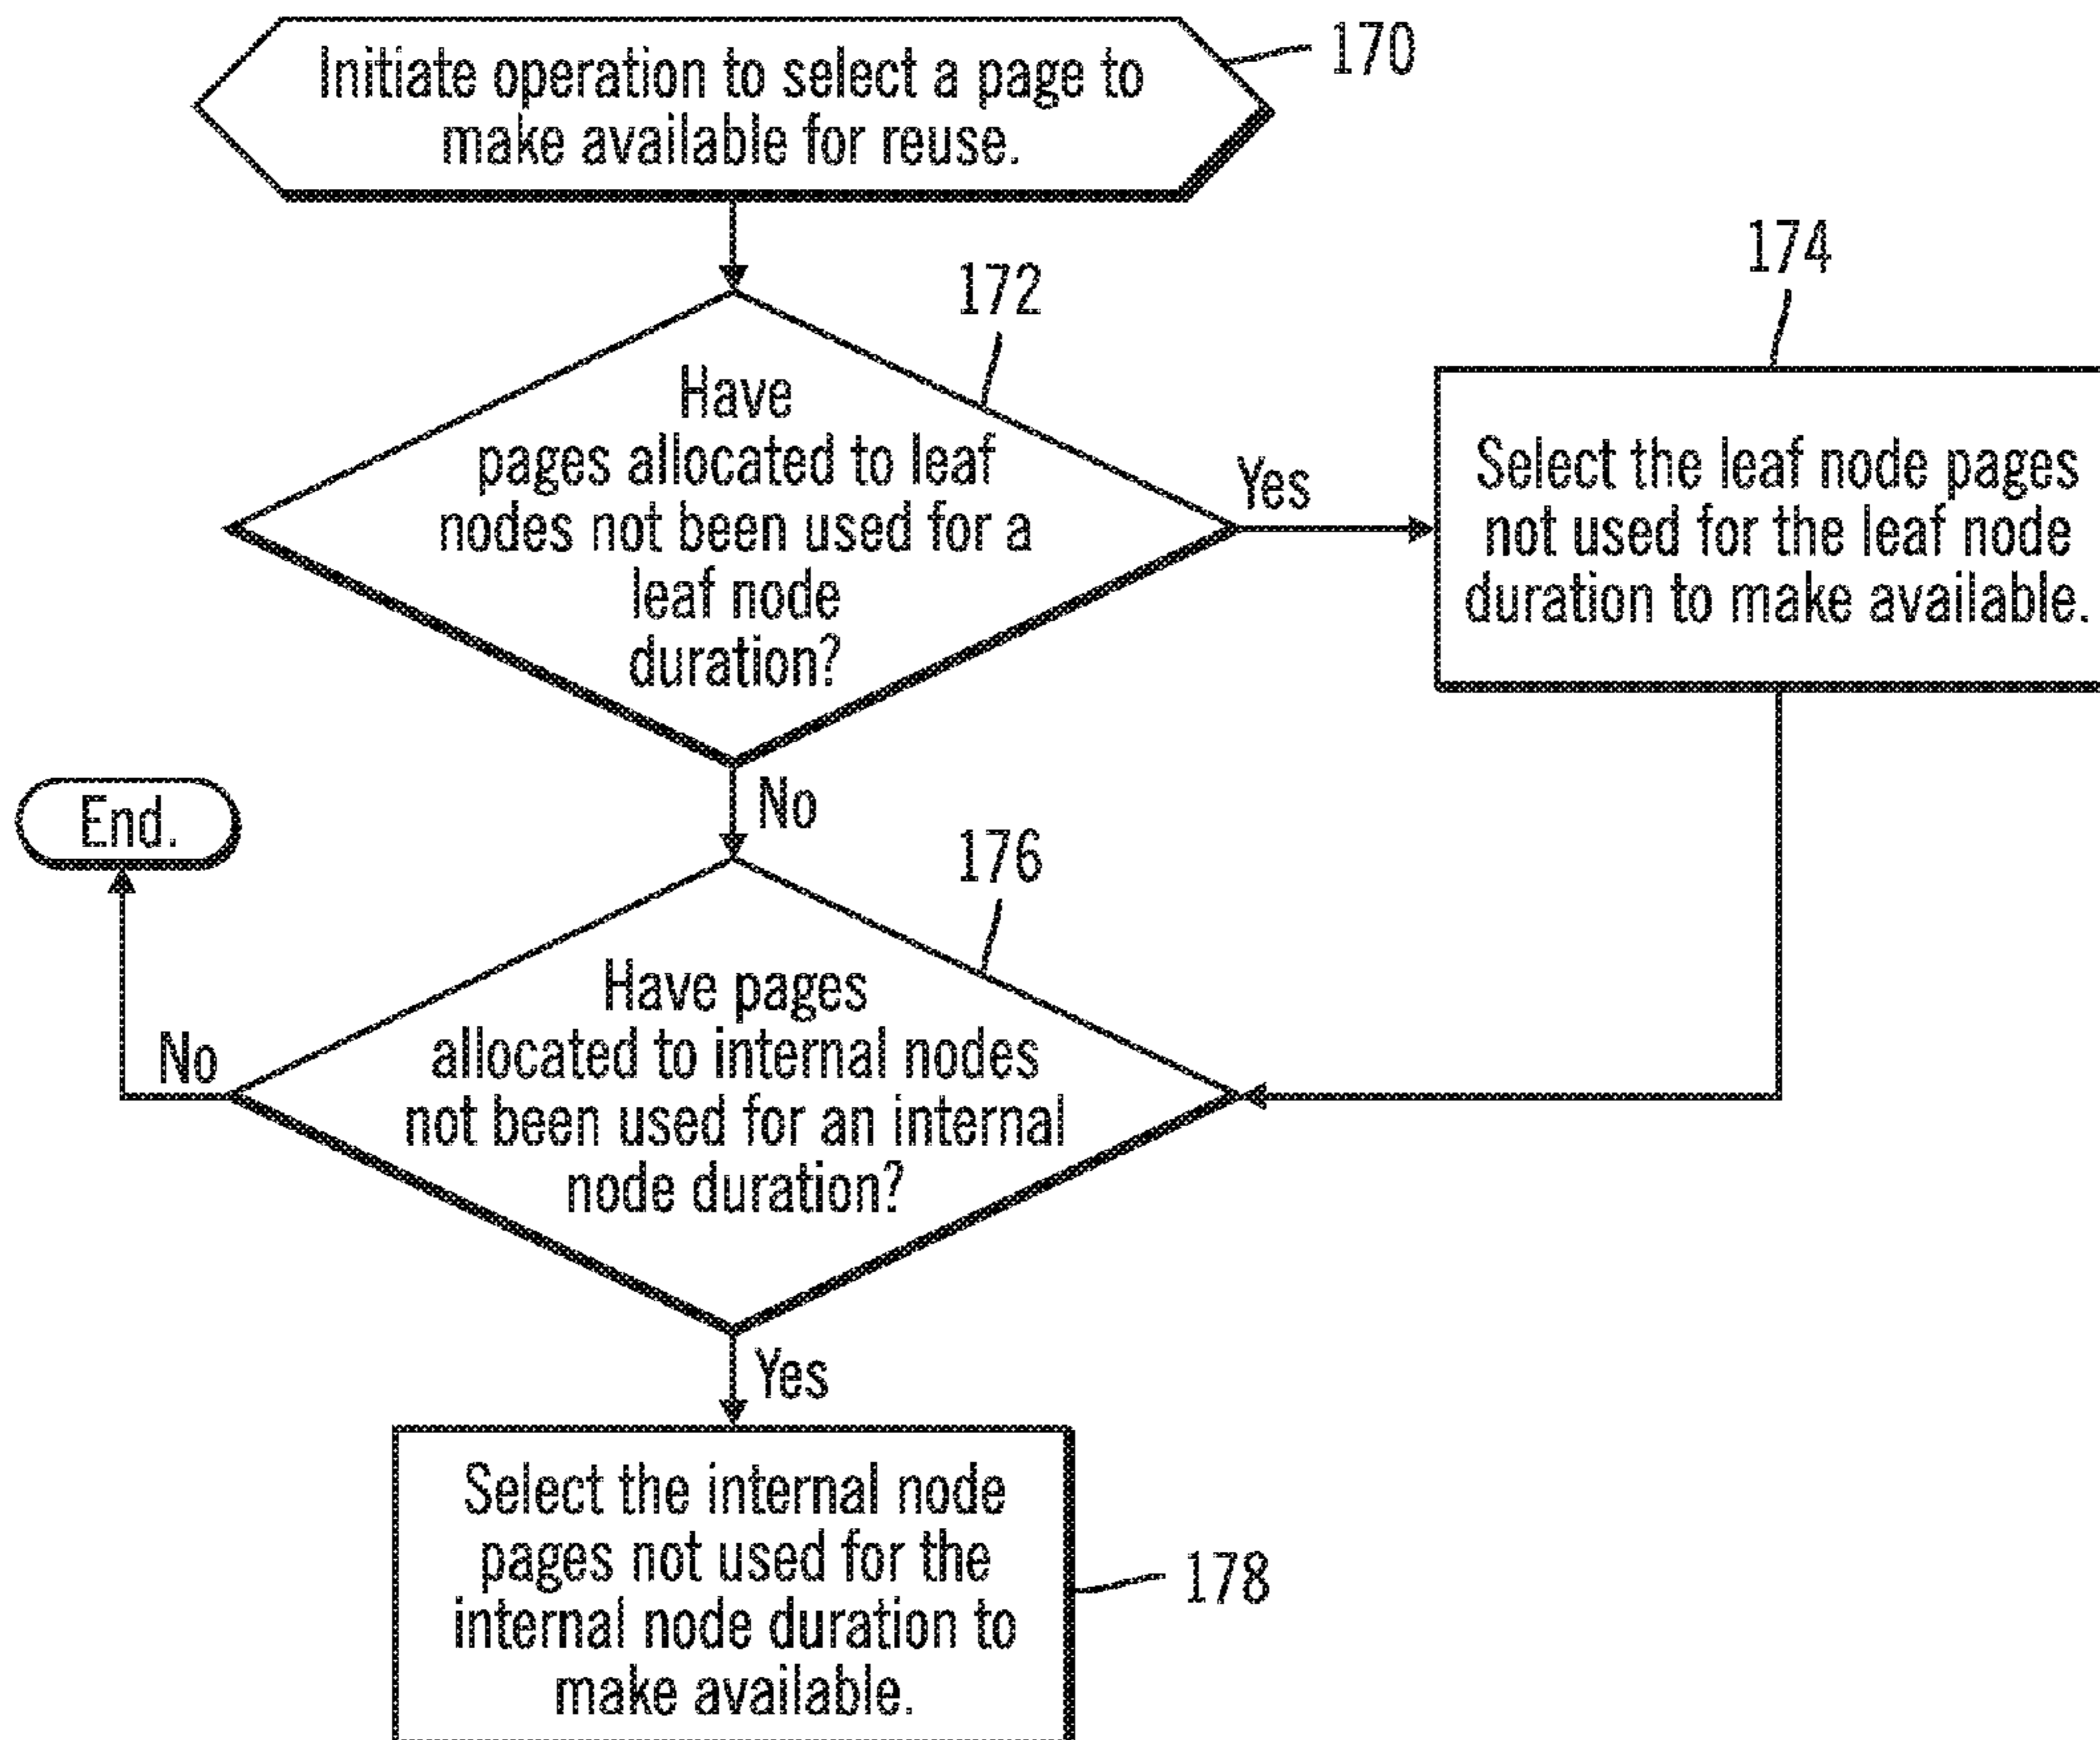 Initiate operation to select a page to
make available for reuse.
170
172
Have
pages allocated to leaf
nodes not been used for a
leaf node
duration?
Yes
174
Select the leaf node pages
not used for the leaf node
duration to make available.
No
End.
176
Have pages
allocated to internal nodes
not been used for an internal
node duration?
No
Yes
Select the internal node
pages not used for the
internal node duration to
make available.
178